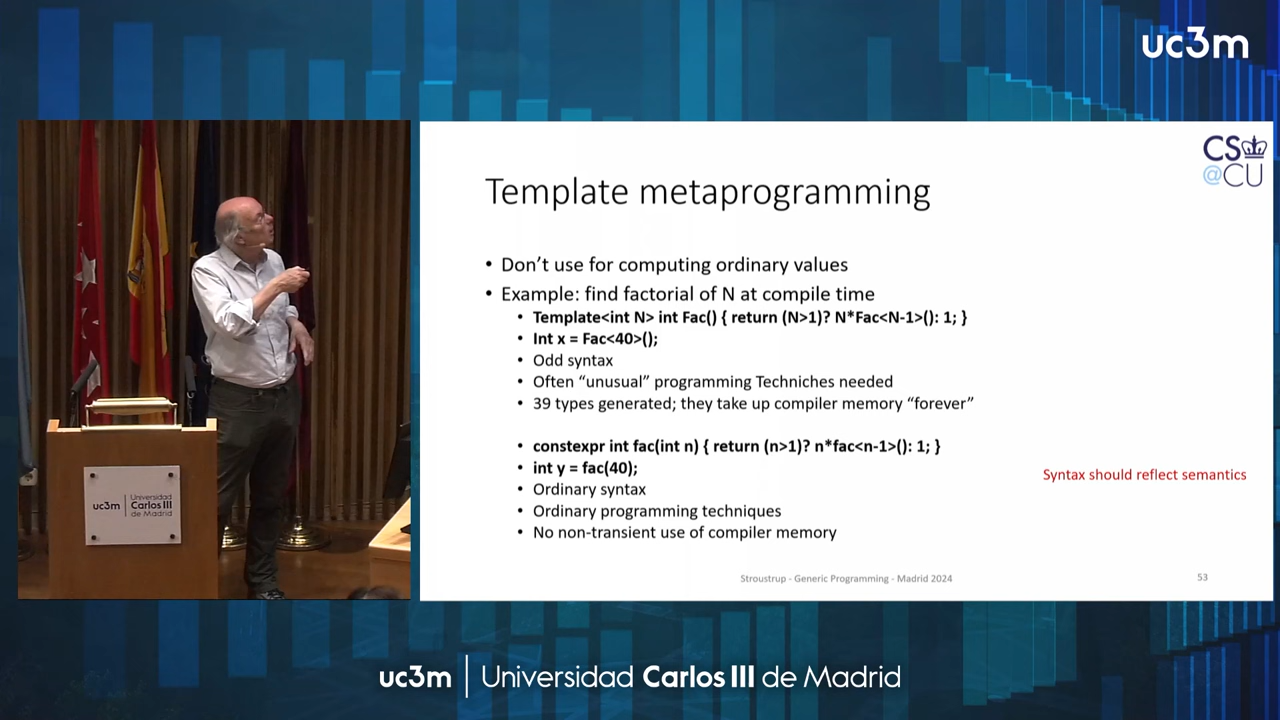 uc3m
CS
@CU
Template metaprogramming
• Don't use for computing ordinary values
• Example: find factorial of N at compile time
• Template<int N> int Fac() { return (N>1)? N*Fac<N-1>(): 1; }
• Int x = Fac<40>();
• Odd syntax
• Often “unusual” programming Techniches needed
• 39 types generated; they take up compiler memory “forever”
• constexpr int fac(int n) { return (n>1)? n*fac<n-1>(): 1; }
• int y = fac(40);
Syntax should reflect semantics
• Ordinary syntax
• Ordinary programming techniques
• No non-transient use of compiler memory
Stroustrup - Generic Programming - Madrid 2024
53
uc3m
Universidad
Carlos III
de Madrid
uc3m Universidad Carlos III de Madrid